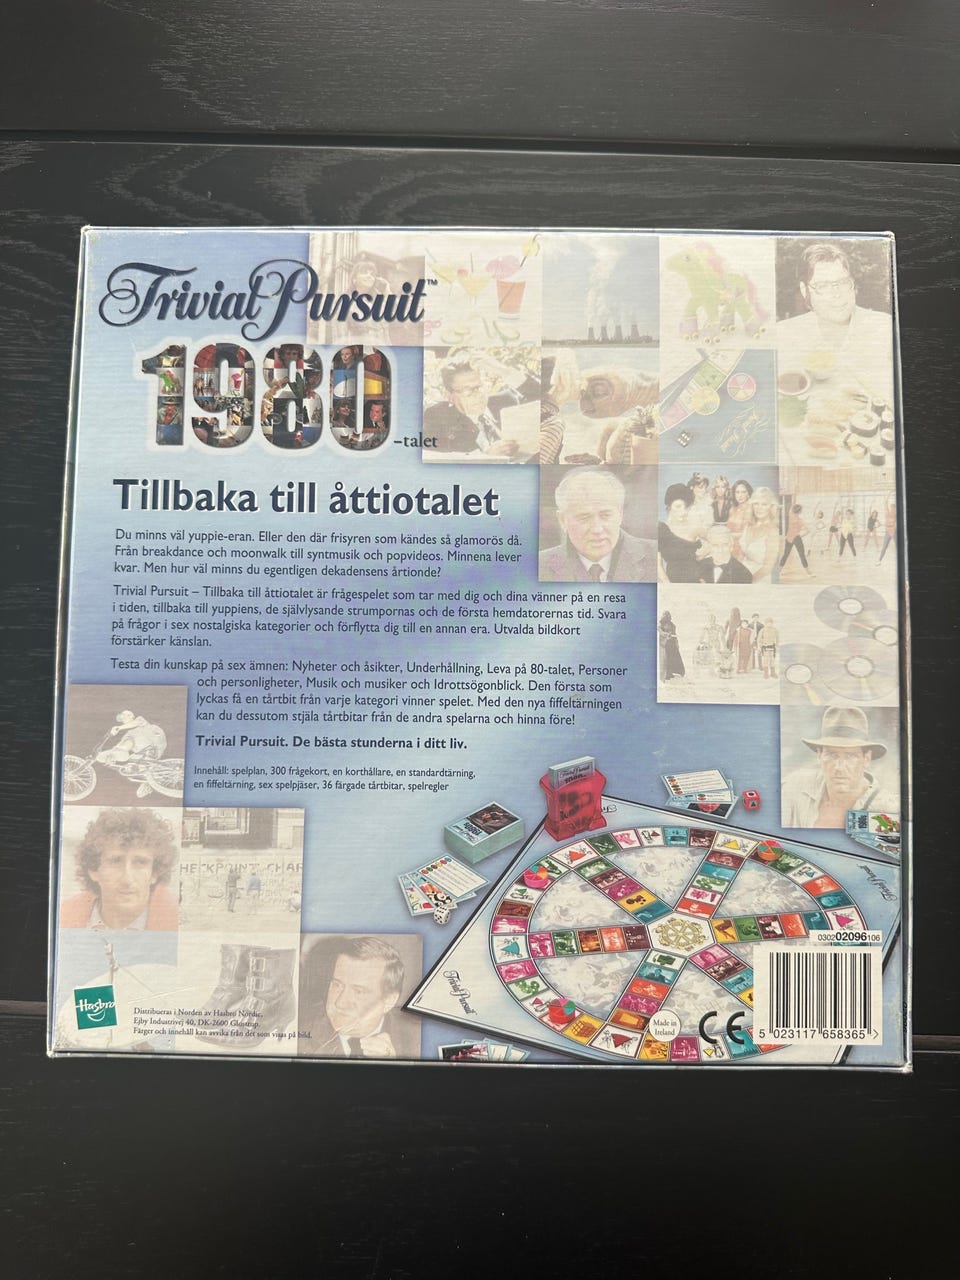 Trivial Pursuit™
1980
-talet
Tillbaka till åttiotalet
Du minns väl yuppie-eran. Eller den där frisyren som kändes så glamorös då.
Från breakdance och moonwalk till syntmusik och popvideos. Minnena lever
kvar. Men hur väl minns du egentligen dekadensens årtionde?
Trivial Pursuit – Tillbaka till åttiotalet är frågespelet som tar med dig och dina vänner på en resa
i tiden, tillbaka till yuppiens, de självlysande strumpornas och de första hemdatorernas tid. Svara
på frågor i sex nostalgiska kategorier och förflytta dig till en annan era. Utvalda bildkort
förstärker känslan.
Testa din kunskap på sex ämnen: Nyheter och åsikter, Underhållning, Leva på 80-talet, Personer
och personligheter, Musik och musiker och Idrottsögonblick. Den första som
lyckas få en tårtbit från varje kategori vinner spelet. Med den nya fiffeltärningen
kan du dessutom stjäla tårtbitar från de andra spelarna och hinna före!
Trivial Pursuit. De bästa stunderna i ditt liv.
Innehåll: spelplan, 300 frågekort, en korthållare, en standardtärning,
en fiffeltärning, sex spelpjäser, 36 färgade tårtbitar, spelregler
HECKPOINT CHAR
Trivial Pursuit
Trivial Pursuit
030202096106
Hasbro
Distribueras i Norden av Hasbro Nordic,
Ejby Industrivej 40, DK-2600 Glostrup.
Färger och innehåll kan avvika från det som visas på bild.
Made in
Ireland
CE
5 023117 658365 >